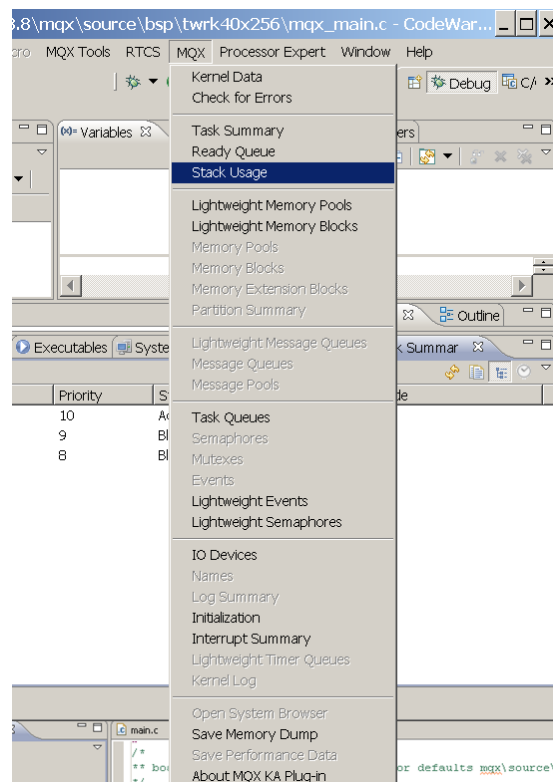 3.8\mqx\source\bsp\twrk40x256\mqx_main.c - CodeWar...
cro MQX Tools RTCS MQX Processor Expert Window Help
Debug C/ »
Variables
ers
Kernel Data
Check for Errors
Task Summary
Ready Queue
Stack Usage
Lightweight Memory Pools
Lightweight Memory Blocks
Memory Pools
Memory Blocks
Memory Extension Blocks
Partition Summary
Outline
Lightweight Message Queues
Message Queues
Message Pools
Executables Syste
k Summar
Priority S de
10 Ac
9 Bl
8 Bl
Task Queues
Semaphores
Mutexes
Events
Lightweight Events
Lightweight Semaphores
IO Devices
Names
Log Summary
Initialization
Interrupt Summary
Lightweight Timer Queues
Kernel Log
Open System Browser
Save Memory Dump
Save Performance Data
About MQX KA Plug-in
main.c
/*
** bo or defaults mqx\source\
*/